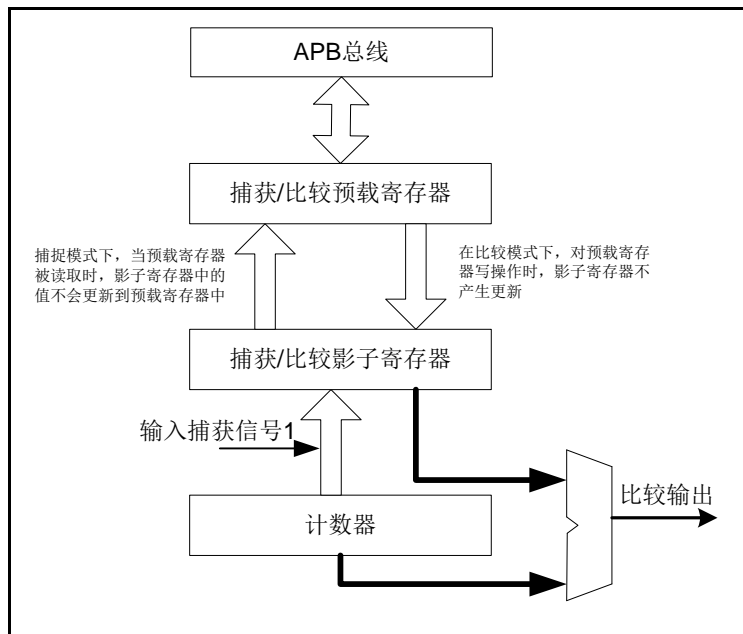 APB总线
捕获/比较预载寄存器
捕捉模式下，当预载寄存器
被读取时，影子寄存器中的
值不会更新到预载寄存器中
在比较模式下，对预载寄存
器写操作时，影子寄存器不
产生更新
捕获/比较影子寄存器
输入捕获信号1
计数器
比较输出